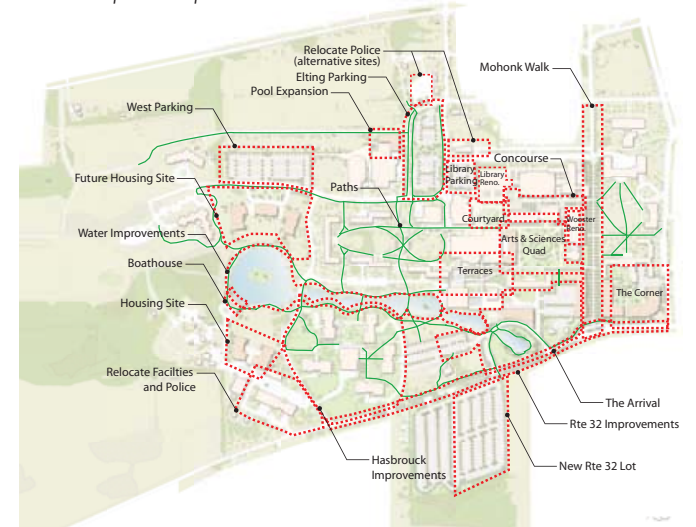 Relocate Police
(alternative sites)
Elting Parking
Pool Expansion
Mohonk Walk
West Parking
Concourse
Library
Parking
Library
Reno.
Future Housing Site
Paths
Courtyard
Wooster
Reno.
Water Improvements
Arts & Sciences
Quad
Boathouse
Terraces
The Corner
Housing Site
Relocate Facilties
and Police
The Arrival
Rte 32 Improvements
Hasbrouck
Improvements
New Rte 32 Lot